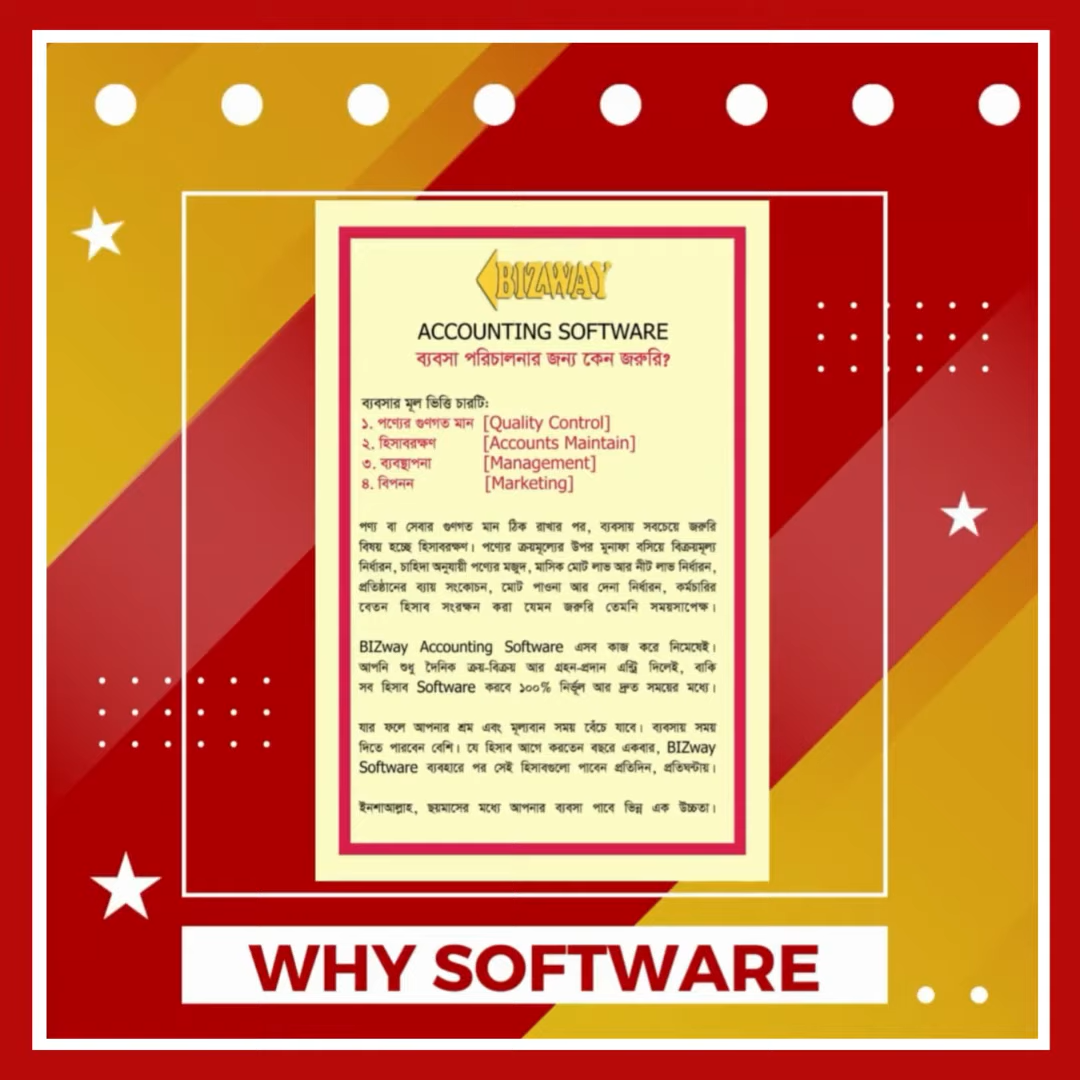 BIZWAY
ACCOUNTING SOFTWARE
ব্যবসা পরিচালনার জন্য কেন জরুরি?
ব্যবসার মূল ভিত্তি চারটি:
১. পণ্যের গুণগত মান [Quality Control]
২. হিসাবরক্ষণ [Accounts Maintain]
৩. ব্যবস্থাপনা [Management]
৪. বিপনন [Marketing]
পণ্য বা সেবার গুণগত মান ঠিক রাখার পর, ব্যবসায় সবচেয়ে জরুরি
বিষয় হচ্ছে হিসাবরক্ষণ। পণ্যের ক্রয়মূল্যের উপর মুনাফা বসিয়ে বিক্রয়মূল্য
নির্ধারন, চাহিদা অনুযায়ী পণ্যের মজুদ, মাসিক মোট লাভ আর নীট লাভ নির্ধারন,
প্রতিষ্ঠানের ব্যায় সংকোচন, মোট পাওনা আর দেনা নির্ধারন, কর্মচারির
বেতন হিসাব সংরক্ষন করা যেমন জরুরি তেমনি সময়সাপেক্ষ।
BIZway Accounting Software এসব কাজ করে নিমেষেই।
আপনি শুধু দৈনিক ক্রয়-বিক্রয় আর গ্রহন-প্রদান এন্ট্রি দিলেই, বাকি
সব হিসাব Software করবে ১০০% নির্ভূল আর দ্রুত সময়ের মধ্যে।
যার ফলে আপনার শ্রম এবং মূল্যবান সময় বেঁচে যাবে। ব্যবসায় সময়
দিতে পারবেন বেশি। যে হিসাব আগে করতেন বছরে একবার, BIZway
Software ব্যবহারে পর সেই হিসাবগুলো পাবেন প্রতিদিন, প্রতিঘন্টায়।
ইনশাআল্লাহ, ছয়মাসের মধ্যে আপনার ব্যবসা পাবে ভিন্ন এক উচ্চতা।
WHY SOFTWARE